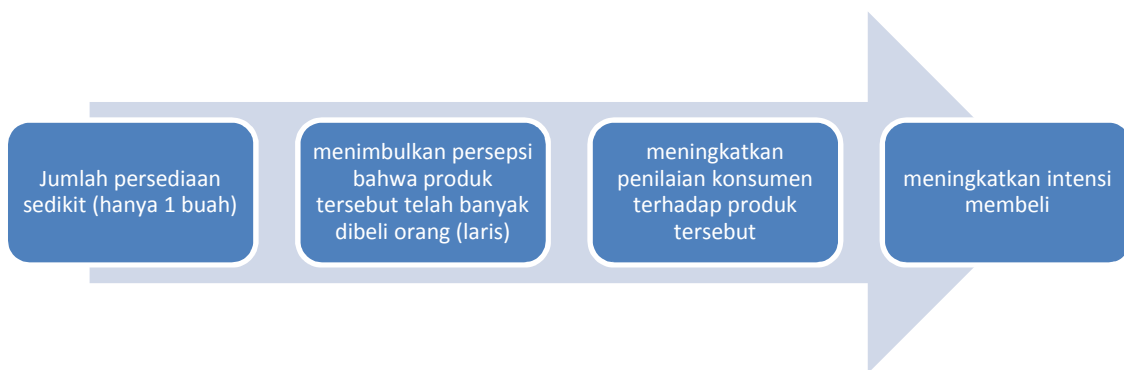 Jumlah persediaan
sedikit (hanya 1 buah)
menimbulkan persepsi
bahwa produk
tersebut telah banyak
dibeli orang (laris)
meningkatkan
penilaian konsumen
terhadap produk
tersebut
meningkatkan intensi
membeli